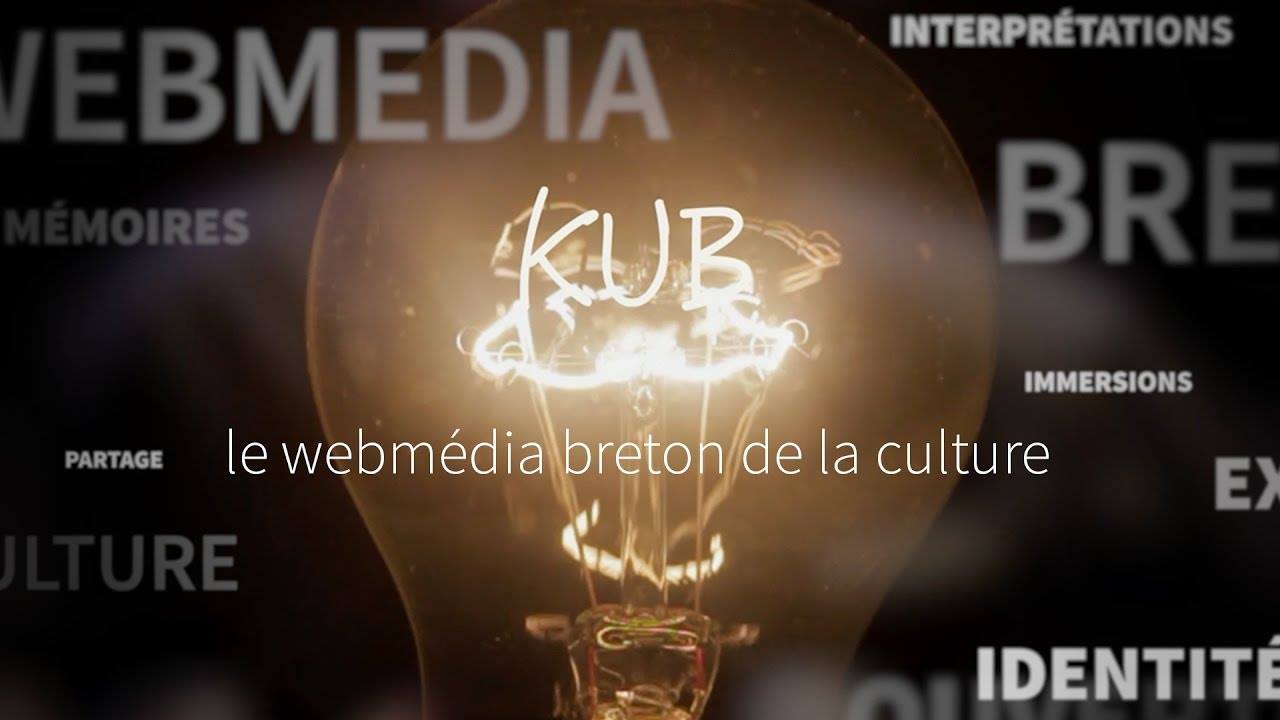 WEBMEDIA
INTERPRÉTATIONS
BRE
MÉMOIRES
KUB
IMMERSIONS
le webmédia breton de la culture
PARTAGE
EX
ULTURE
IDENTITÉ